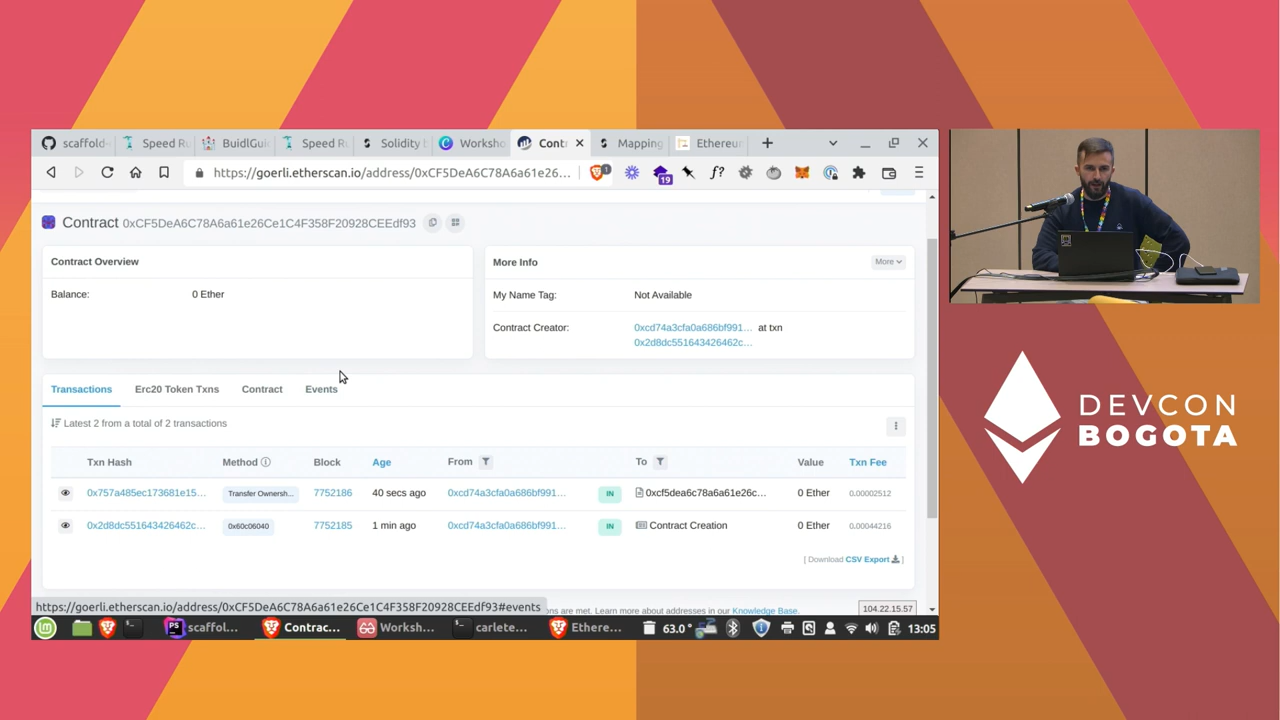 scaffold-
Speed Ru
BuidlGui
Speed Ru
Solidity b
Worksho
Contr
Mapping
Ethereum
https://goerli.etherscan.io/address/0xCF5DeA6C78A6a61e26...
1
19
f?
Contract 0xCF5DeA6C78A6a61e26Ce1C4F358F20928CEEdf93
Contract Overview
Balance: 0 Ether
More Info
More
My Name Tag: Not Available
Contract Creator: 0xcd74a3cfa0a686bf991... at txn
0x2d8dc551643426462c...
Transactions Erc20 Token Txns Contract Events
Latest 2 from a total of 2 transactions
Txn Hash Method Block Age From To Value Txn Fee
0x757a485ec173681e15... Transfer Ownersh... 7752186 40 secs ago 0xcd74a3cfa0a686bf991... IN 0xcf5dea6c78a6a61e26c... 0 Ether 0.00002512
0x2d8dc551643426462c... 0x60c06040 7752185 1 min ago 0xcd74a3cfa0a686bf991... IN Contract Creation 0 Ether 0.00044216
[ Download CSV Export ]
ons are met. Learn more about addresses in our Knowledge Base.
https://goerli.etherscan.io/address/0xCF5DeA6C78A6a61e26Ce1C4F358F20928CEEdf93#events
104.22.15.57
scaffol...
Contrac...
Worksh...
carlete...
Ethere...
63.0°
13:05
DEVCON
BOGOTA